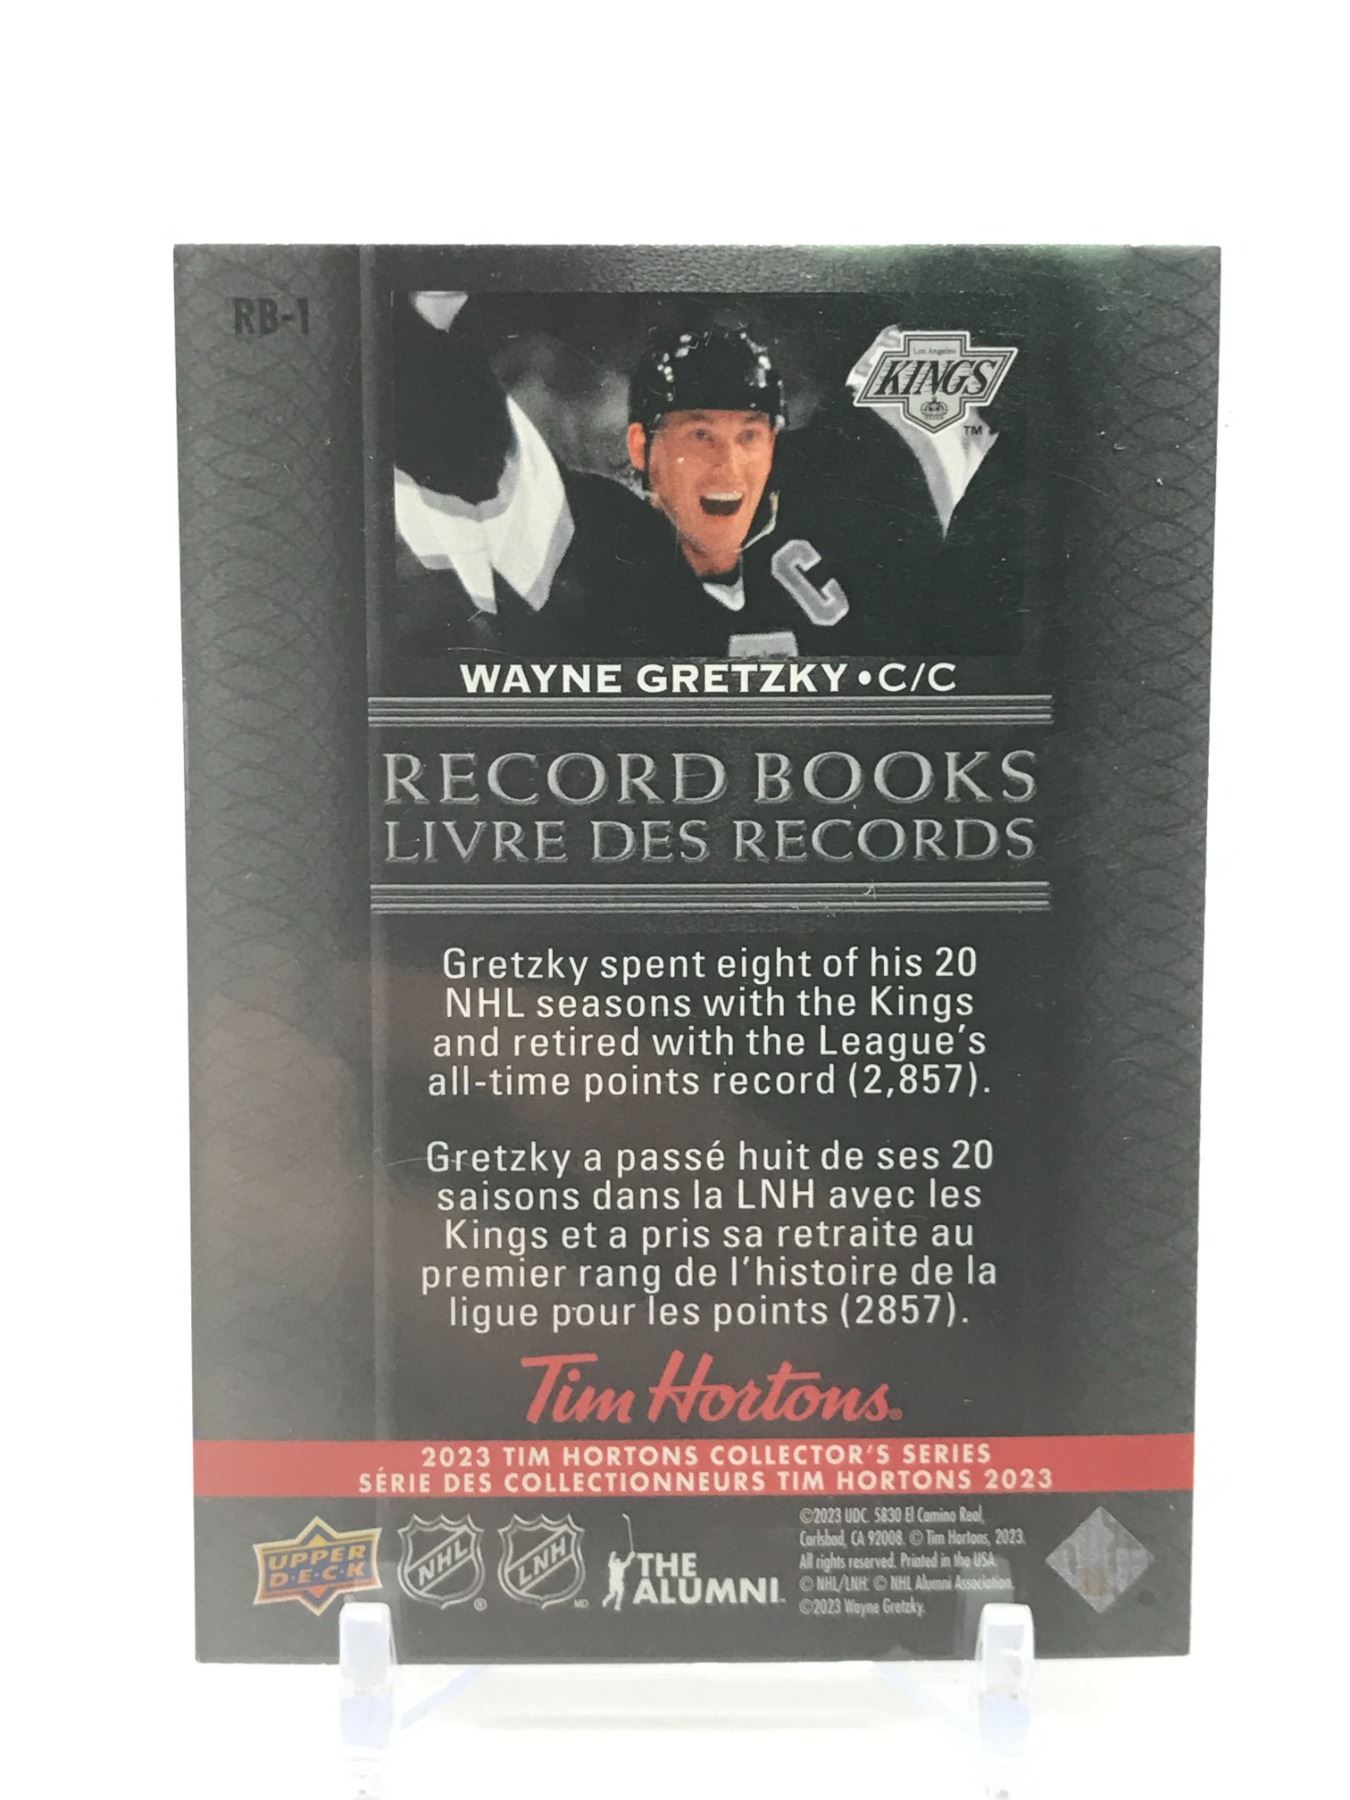 RB-1
Los Angeles
KINGS
TM
C
WAYNE GRETZKY • C/C
RECORD BOOKS
LIVRE DES RECORDS
Gretzky spent eight of his 20
NHL seasons with the Kings
and retired with the League's
all-time points record (2,857).
Gretzky a passé huit de ses 20
saisons dans la LNH avec les
Kings et a pris sa retraite au
premier rang de l'histoire de la
ligue pour les points (2857).
Tim Hortons®
2023 TIM HORTONS COLLECTOR'S SERIES
SÉRIE DES COLLECTIONNEURS TIM HORTONS 2023
UPPER
D·E·C·K
®
NHL
®
LNH
MD
THE
ALUMNI
©2023 UDC. 5830 El Camino Real,
Carlsbad, CA 92008. © Tim Hortons, 2023.
All rights reserved. Printed in the USA.
© NHL/LNH. © NHL Alumni Association.
©2023 Wayne Gretzky.